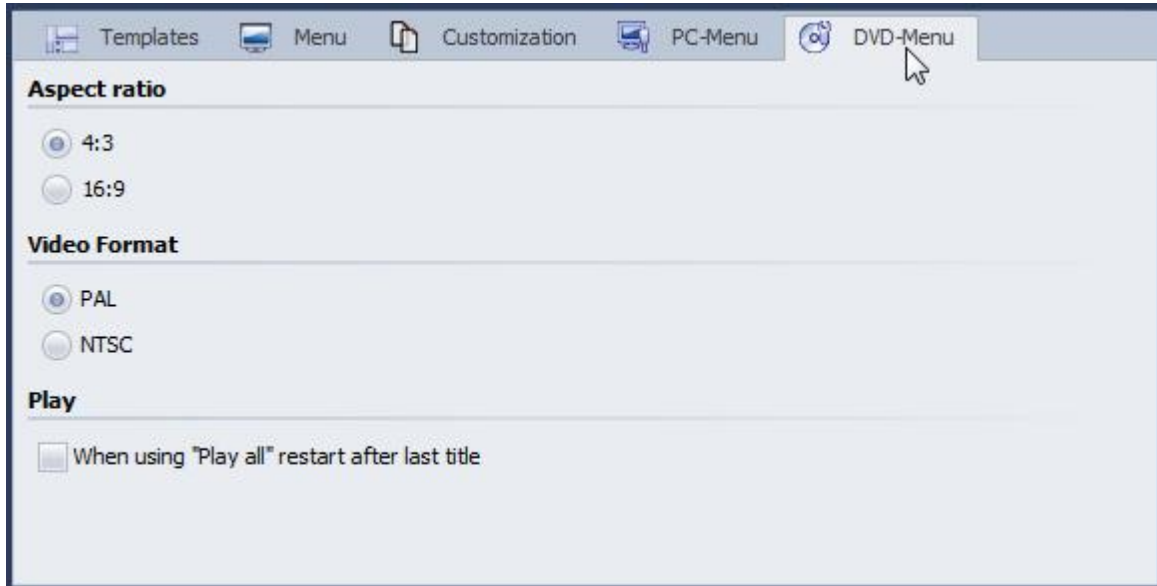 Templates Menu Customization PC-Menu DVD-Menu
Aspect ratio
4:3
16:9
Video Format
PAL
NTSC
Play
When using "Play all" restart after last title